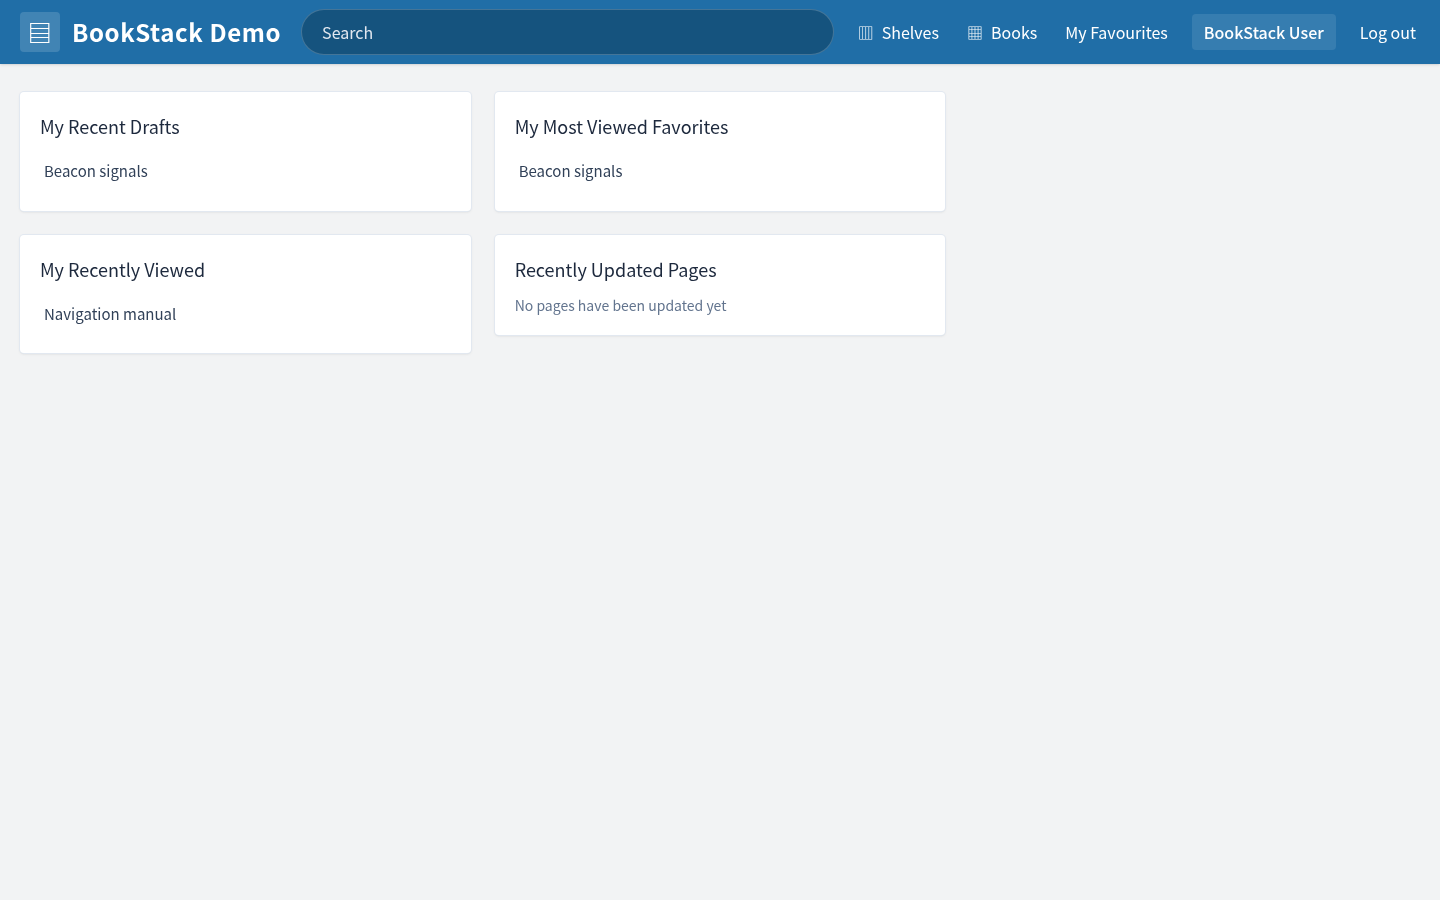 BookStack Demo
Search
Shelves
Books
My Favourites
BookStack User
Log out
My Recent Drafts
Beacon signals
My Most Viewed Favorites
Beacon signals
My Recently Viewed
Navigation manual
Recently Updated Pages
No pages have been updated yet